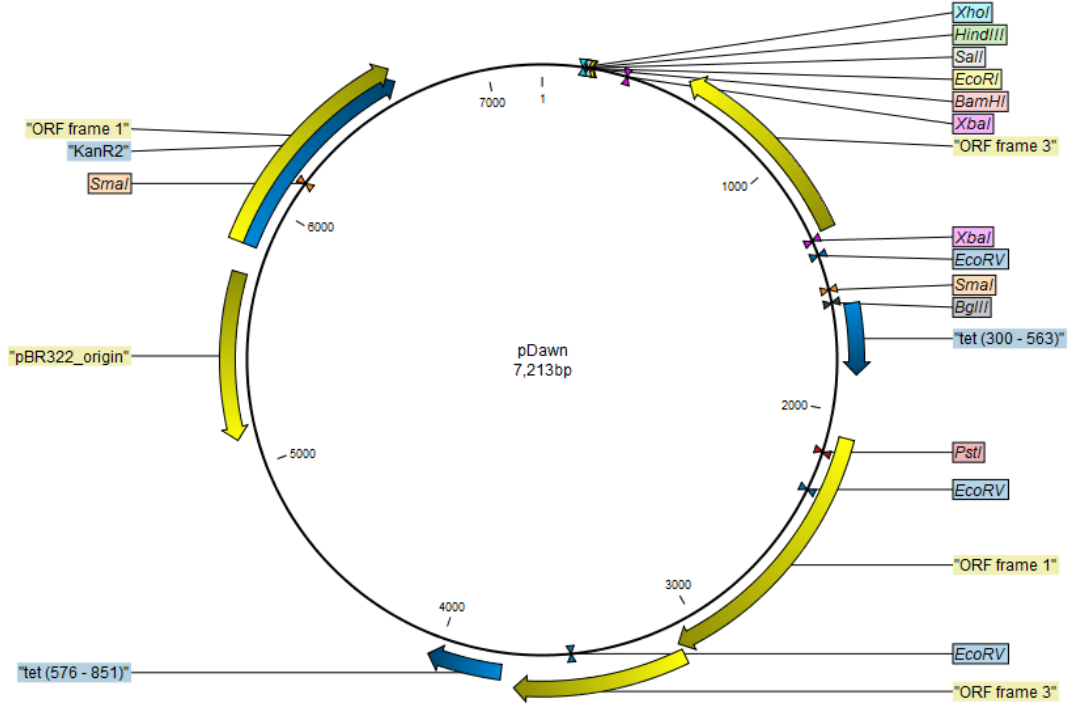 XhoI
HindIII
SalI
EcoRI
BamHI
XbaI
"ORF frame 3"
7000
1
"ORF frame 1"
"KanR2"
SmaI
1000
6000
XbaI
EcoRV
SmaI
BglII
"tet (300 - 563)"
"pBR322_origin"
pDawn
7,213bp
2000
5000
PstI
EcoRV
"ORF frame 1"
3000
4000
EcoRV
"tet (576 - 851)"
"ORF frame 3"